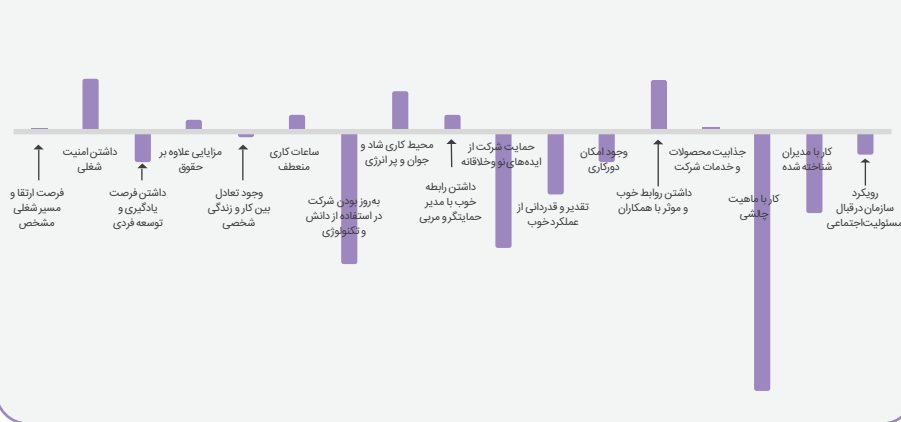 فرصت ارتقا و
مسیر شغلی
مشخص
داشتن امنیت
شغلی
داشتن فرصت
یادگیری و
توسعه فردی
مزایایی علاوه بر
حقوق
وجود تعادل
بین کار و زندگی
شخصی
ساعات کاری
منعطف
به‌روز بودن شرکت
در استفاده از دانش
و تکنولوژی
محیط کاری شاد و
جوان و پر انرژی
داشتن رابطه
خوب با مدیر
حمایتگر و مربی
حمایت شرکت از
ایده‌های نو وخلاقانه
تقدیر و قدردانی از
عملکرد خوب
وجود امکان
دورکاری
داشتن روابط خوب
و موثر با همکاران
جذابیت محصولات
و خدمات شرکت
کار با ماهیت
چالشی
کار با مدیران
شناخته شده
رویکرد
سازمان در قبال
مسئولیت اجتماعی